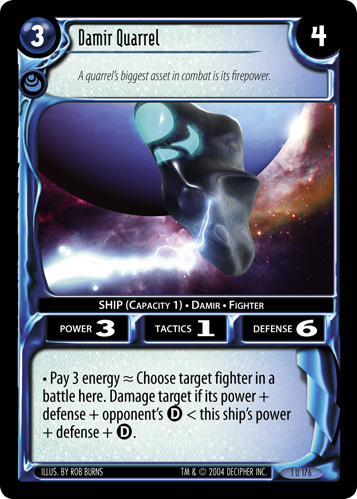 3 Damir Quarrel 4
A quarrel's biggest asset in combat is its firepower.
SHIP (CAPACITY 1) • DAMIR • FIGHTER
POWER 3 TACTICS 1 DEFENSE 6
• Pay 3 energy ≈ Choose target fighter in a
battle here. Damage target if its power +
defense + opponent's D < this ship's power
+ defense + D.
ILLUS. BY ROB BURNS TM & © 2004 DECIPHER INC. 1 U 176